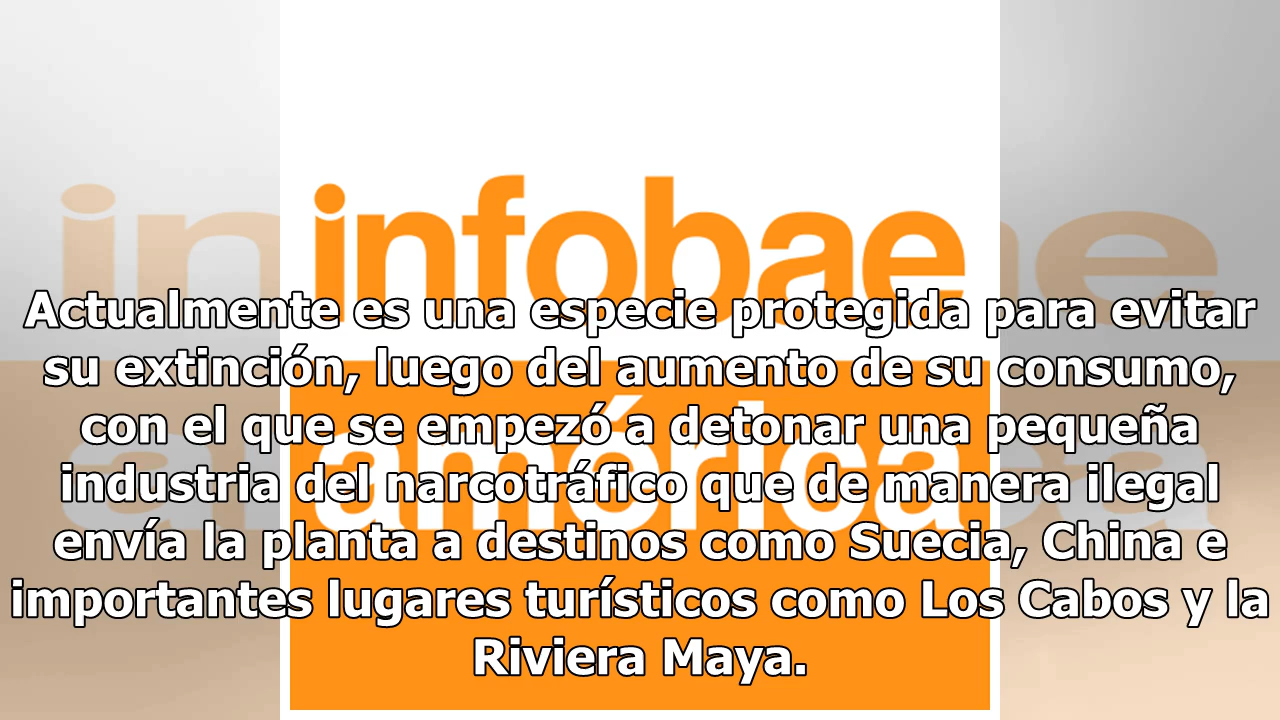 infobae
américa
Actualmente es una especie protegida para evitar
su extinción, luego del aumento de su consumo,
con el que se empezó a detonar una pequeña
industria del narcotráfico que de manera ilegal
envía la planta a destinos como Suecia, China e
importantes lugares turísticos como Los Cabos y la
Riviera Maya.